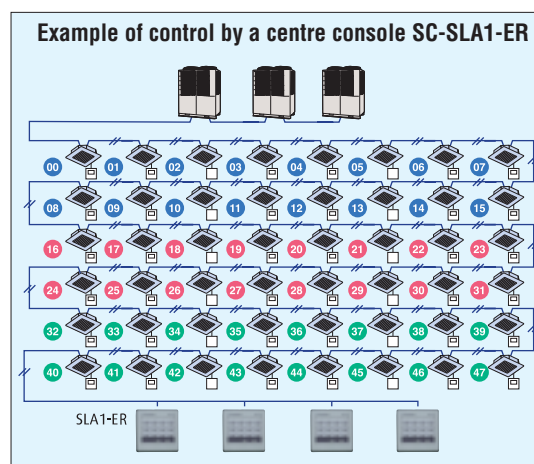 Example of control by a centre console SC-SLA1-ER
00 01 02 03 04 05 06 07
08 09 10 11 12 13 14 15
16 17 18 19 20 21 22 23
24 25 26 27 28 29 30 31
32 33 34 35 36 37 38 39
40 41 42 43 44 45 46 47
SLA1-ER